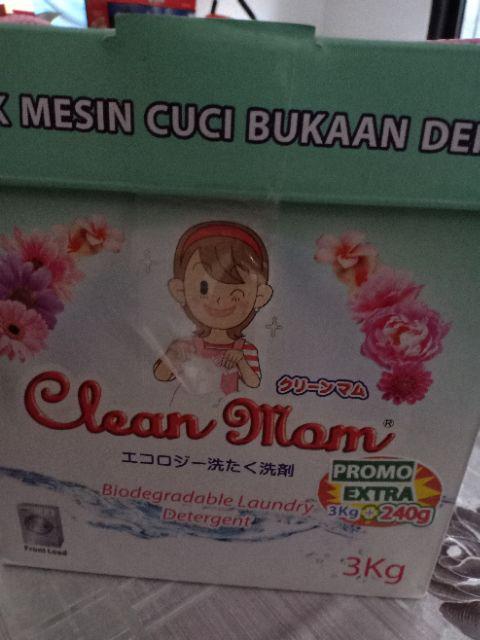 MESIN CUCI BUKAAN
クリーンマム
Clean Mom®
エコロジー洗たく洗剤
Biodegradable Laundry
Detergent
PROMO
EXTRA
3Kg + 240g
Front Load
3Kg